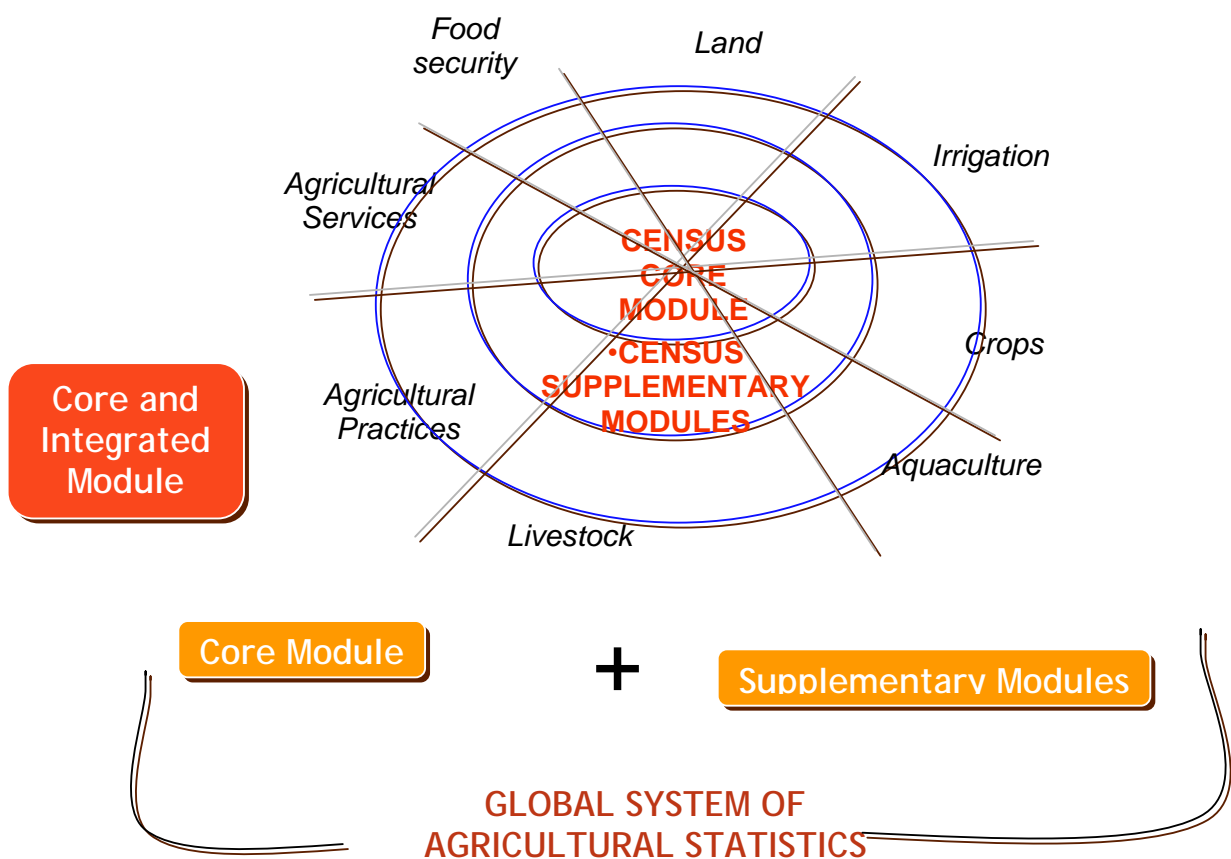 Food
security
Land
Irrigation
Agricultural
Services
CENSUS
CORE
MODULE
•CENSUS
SUPPLEMENTARY
MODULES
Crops
Core and
Integrated
Module
Agricultural
Practices
Aquaculture
Livestock
Core Module
+
Supplementary Modules
GLOBAL SYSTEM OF
AGRICULTURAL STATISTICS